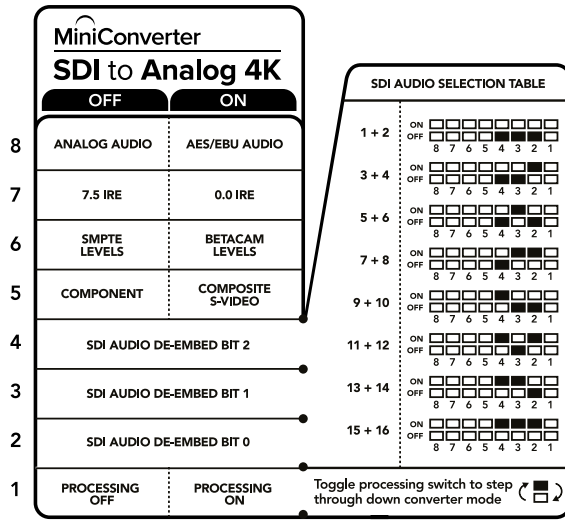 MiniConverter
SDI to Analog 4K
OFF ON
8 ANALOG AUDIO AES/EBU AUDIO
7 7.5 IRE 0.0 IRE
6 SMPTE LEVELS BETACAM LEVELS
5 COMPONENT COMPOSITE S-VIDEO
4 SDI AUDIO DE-EMBED BIT 2
3 SDI AUDIO DE-EMBED BIT 1
2 SDI AUDIO DE-EMBED BIT 0
1 PROCESSING OFF PROCESSING ON
SDI AUDIO SELECTION TABLE
1 + 2
ON
OFF
8 7 6 5 4 3 2 1
3 + 4
ON
OFF
8 7 6 5 4 3 2 1
5 + 6
ON
OFF
8 7 6 5 4 3 2 1
7 + 8
ON
OFF
8 7 6 5 4 3 2 1
9 + 10
ON
OFF
8 7 6 5 4 3 2 1
11 + 12
ON
OFF
8 7 6 5 4 3 2 1
13 + 14
ON
OFF
8 7 6 5 4 3 2 1
15 + 16
ON
OFF
8 7 6 5 4 3 2 1
Toggle processing switch to step
through down converter mode